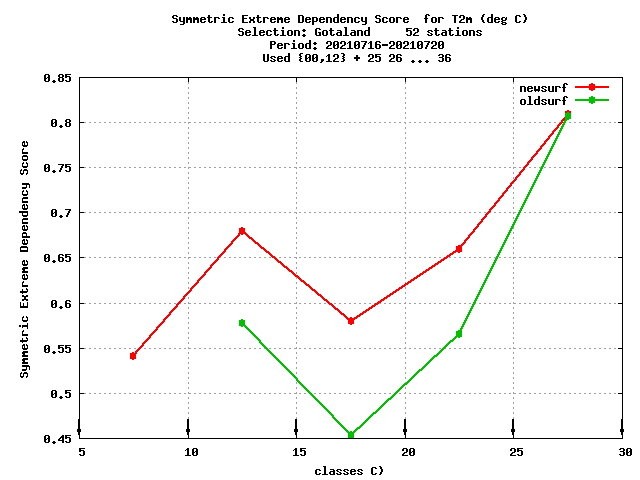 Symmetric Extreme Dependency Score  for T2m (deg C)
Selection: Gotaland     52 stations
Period: 20210716-20210720
Used {00,12} + 25 26 ... 36
newsurf
oldsurf
0.85
0.8
0.75
0.7
0.65
0.6
0.55
0.5
0.45
Symmetric Extreme Dependency Score
5 10 15 20 25 30
classes C)